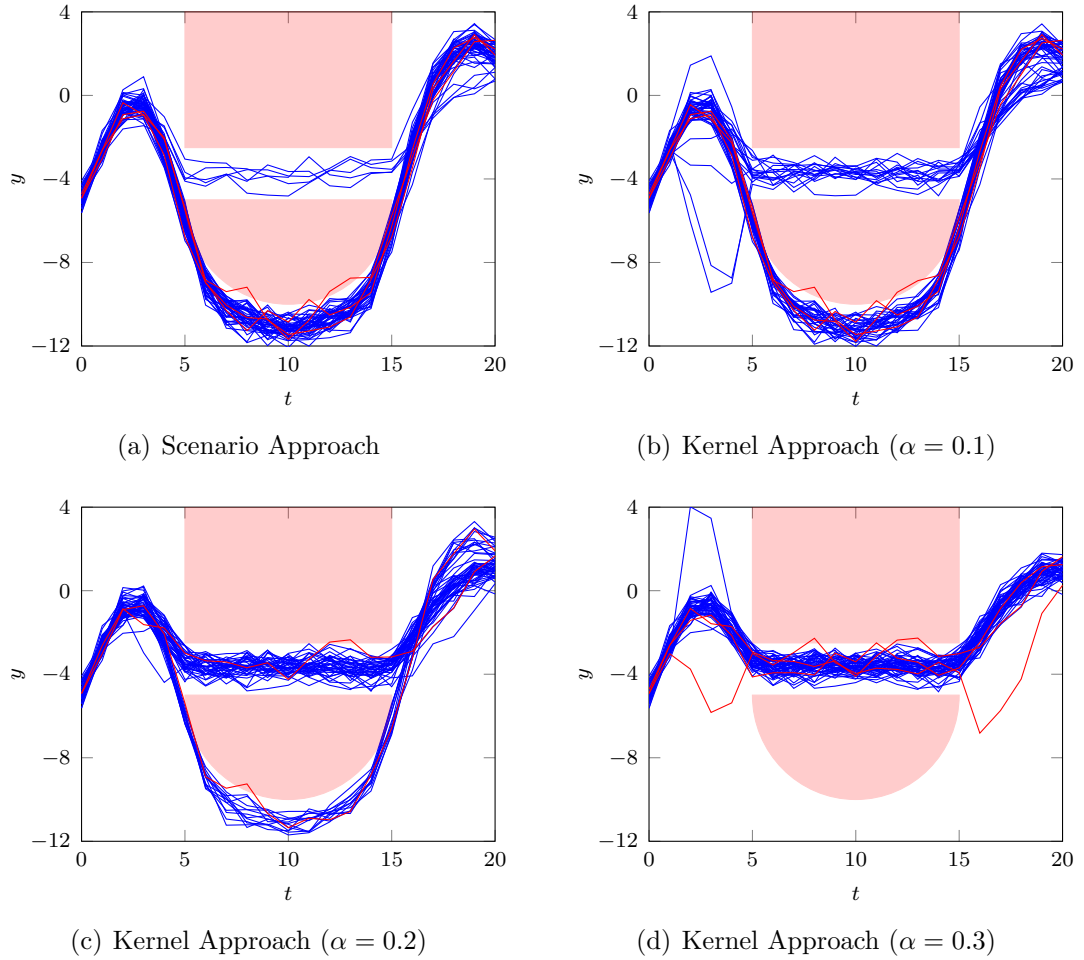 4
0
−4
−8
−12
0 5 10 15 20
y
t
(a) Scenario Approach
4
0
−4
−8
−12
0 5 10 15 20
y
t
(b) Kernel Approach (α = 0.1)
4
0
−4
−8
−12
0 5 10 15 20
y
t
(c) Kernel Approach (α = 0.2)
4
0
−4
−8
−12
0 5 10 15 20
y
t
(d) Kernel Approach (α = 0.3)